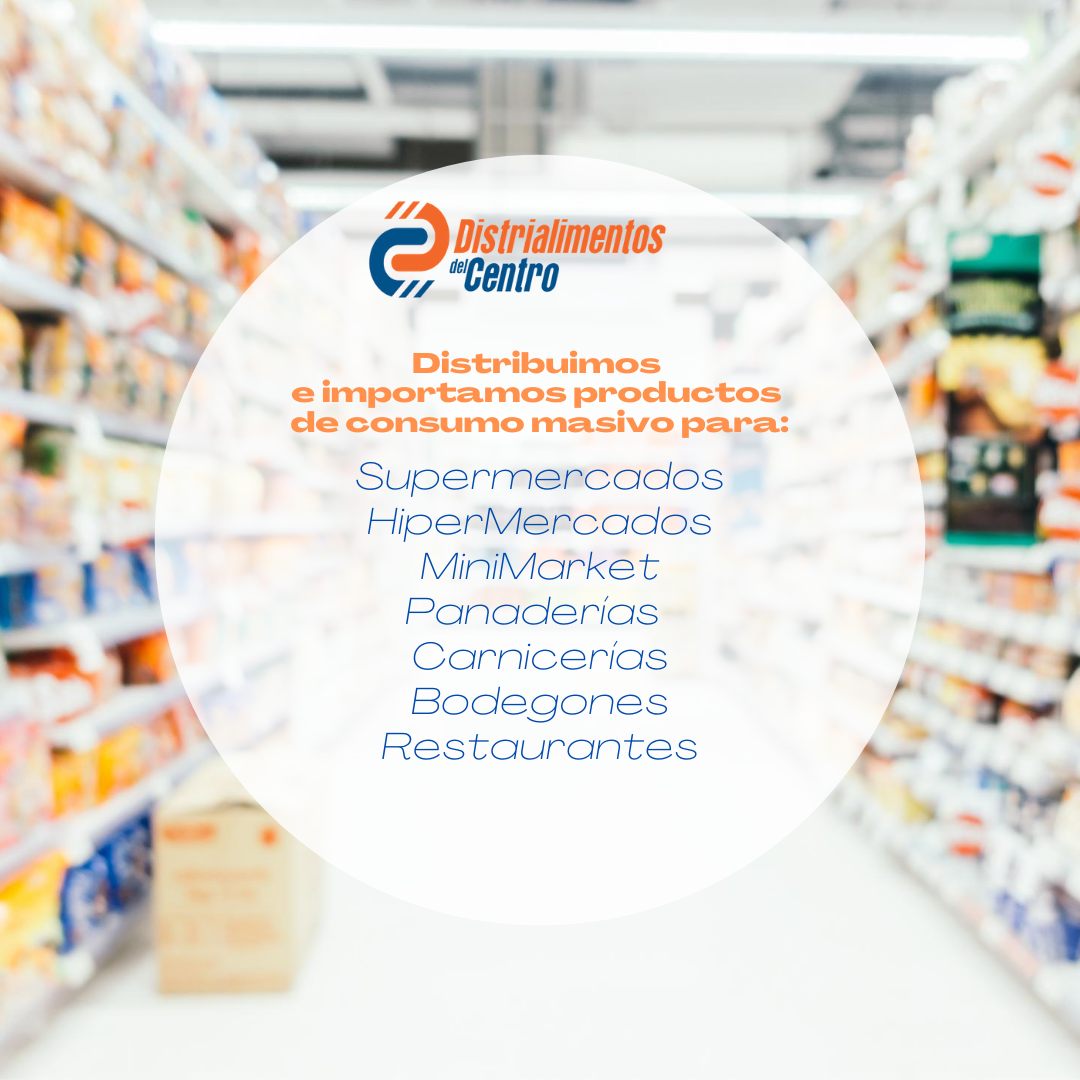 Distrialimentos
del Centro
Distribuimos
e importamos productos
de consumo masivo para:
Supermercados
HiperMercados
MiniMarket
Panaderías
Carnicerías
Bodegones
Restaurantes